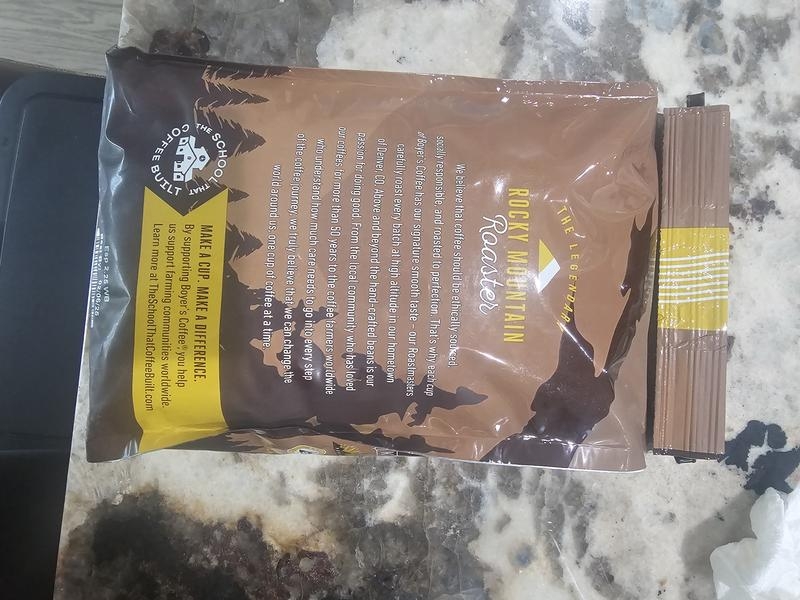 THE LEGENDARY
ROCKY MOUNTAIN
Roaster
We believe that coffee should be ethically sourced
socially responsible and roasted to perfection. That's why each cup
of Boyer's Coffee has our signature taste – our Roastmasters
carefully roast every batch at high altitude in our hometown
of Denver, CO. Above and beyond the hand-crafted beans is our
passion for doing good. From the local community who has loved
our coffees for more than 50 years to the coffee farmers worldwide
who understand how much care needs to go into every step
of the coffee journey, we truly believe that we can change the
world around us, one cup of coffee at a time.
THE SCHOOL THAT
COFFEE BUILT
MAKE A CUP. MAKE A DIFFERENCE.
By supporting Boyer's Coffee®, you help
us support farming communities worldwide.
Learn more at TheSchoolThatCoffeeBuilt.com
ESP 2.25 WB